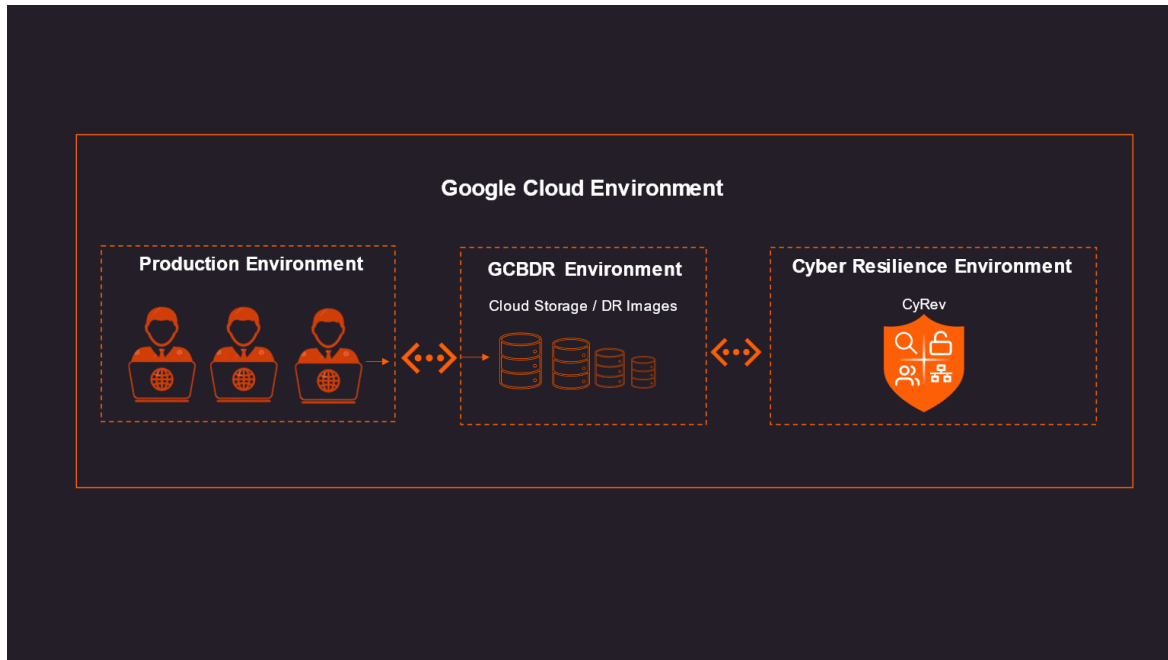 Google Cloud Environment
Production Environment
GCBDR Environment
Cloud Storage / DR Images
Cyber Resilience Environment
CyRev